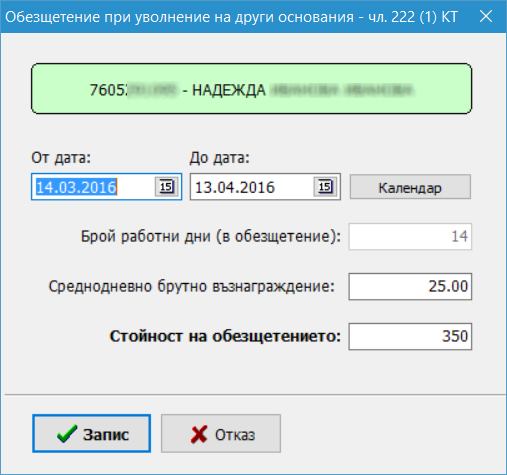 Обезщетение при уволнение на други основания - чл. 222 (1) КТ
7605 - НАДЕЖДА
От дата: До дата:
14.03.2016 15 13.04.2016 15 Календар
Брой работни дни (в обезщетение): 14
Среднодневно брутно възнаграждение: 25.00
Стойност на обезщетението: 350
Запис Отказ